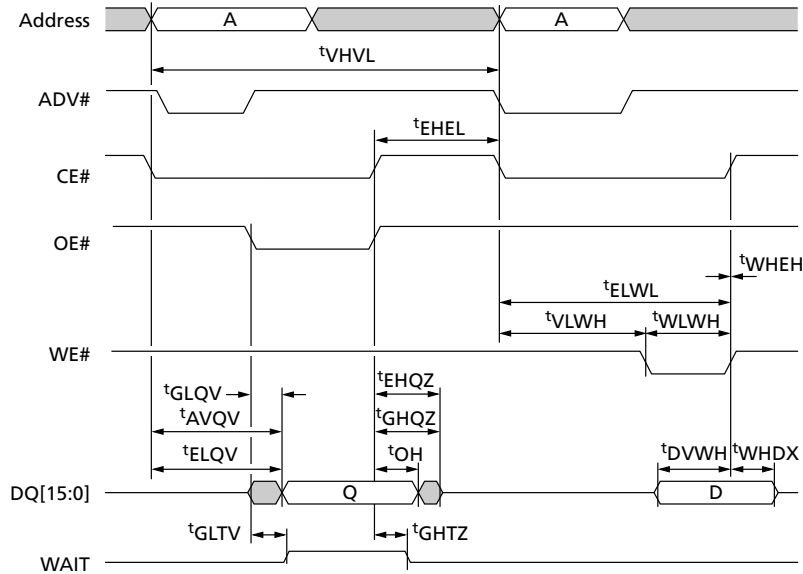 Address
A
A
tVHVL
ADV#
tEHEL
CE#
OE#
tWHEH
tELWL
tVLWH
tWLWH
WE#
tGLQV
tEHQZ
tAVQV
tGHQZ
tELQV
tOH
tDVWH
tWHDX
DQ[15:0]
Q
D
tGLTV
tGHTZ
WAIT